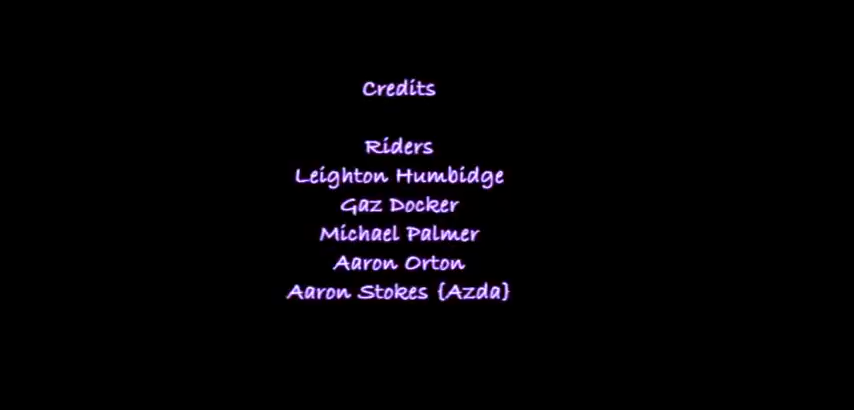 Credits
Riders
Leighton Humbidge
Gaz Docker
Michael Palmer
Aaron Orton
Aaron Stokes {Azda}